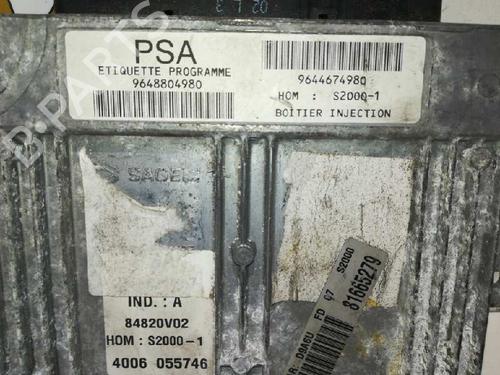 PSA
ETIQUETTE PROGRAMME
9648804980
9644674980
HOM : S2000-1
BOITIER INJECTION
SAGEM
IND. : A
84820V02
HOM : S2000-1
4006 055746
S2000
81665279
B-PARTS